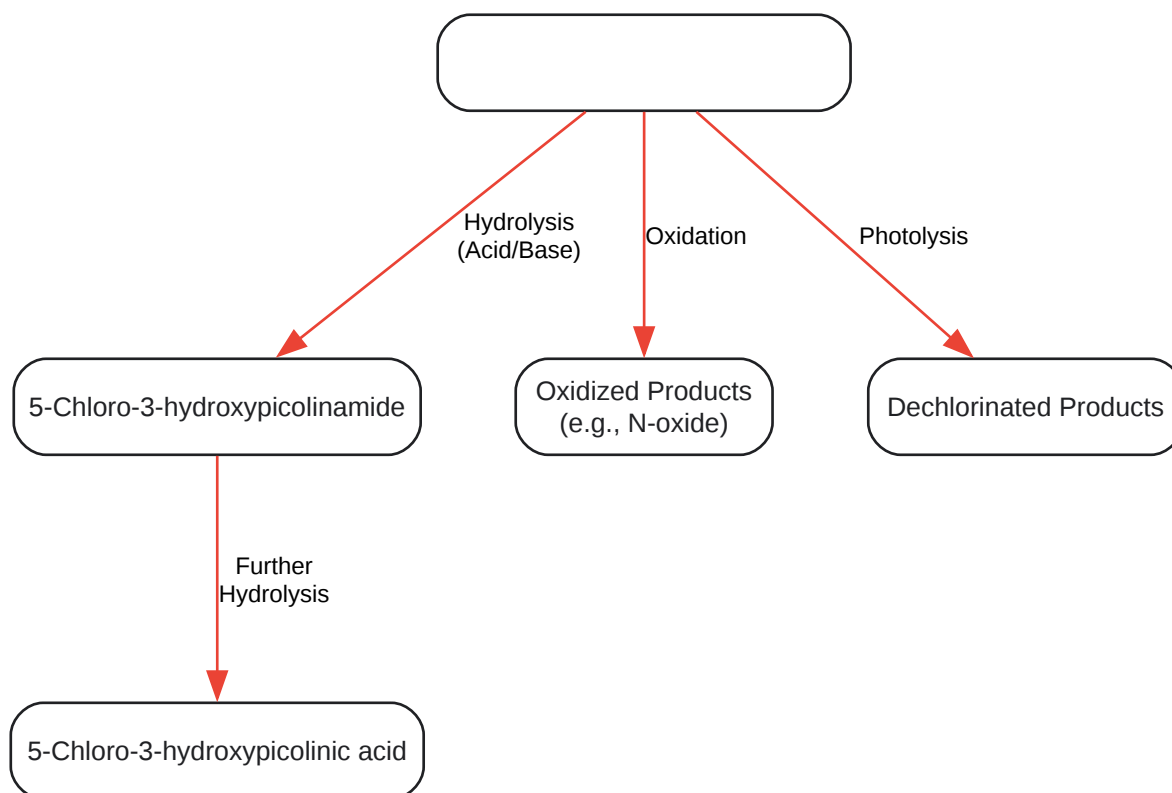 Hydrolysis
(Acid/Base)
Oxidation
Photolysis
5-Chloro-3-hydroxypicolinamide
Oxidized Products
(e.g., N-oxide)
Dechlorinated Products
Further
Hydrolysis
5-Chloro-3-hydroxypicolinic acid